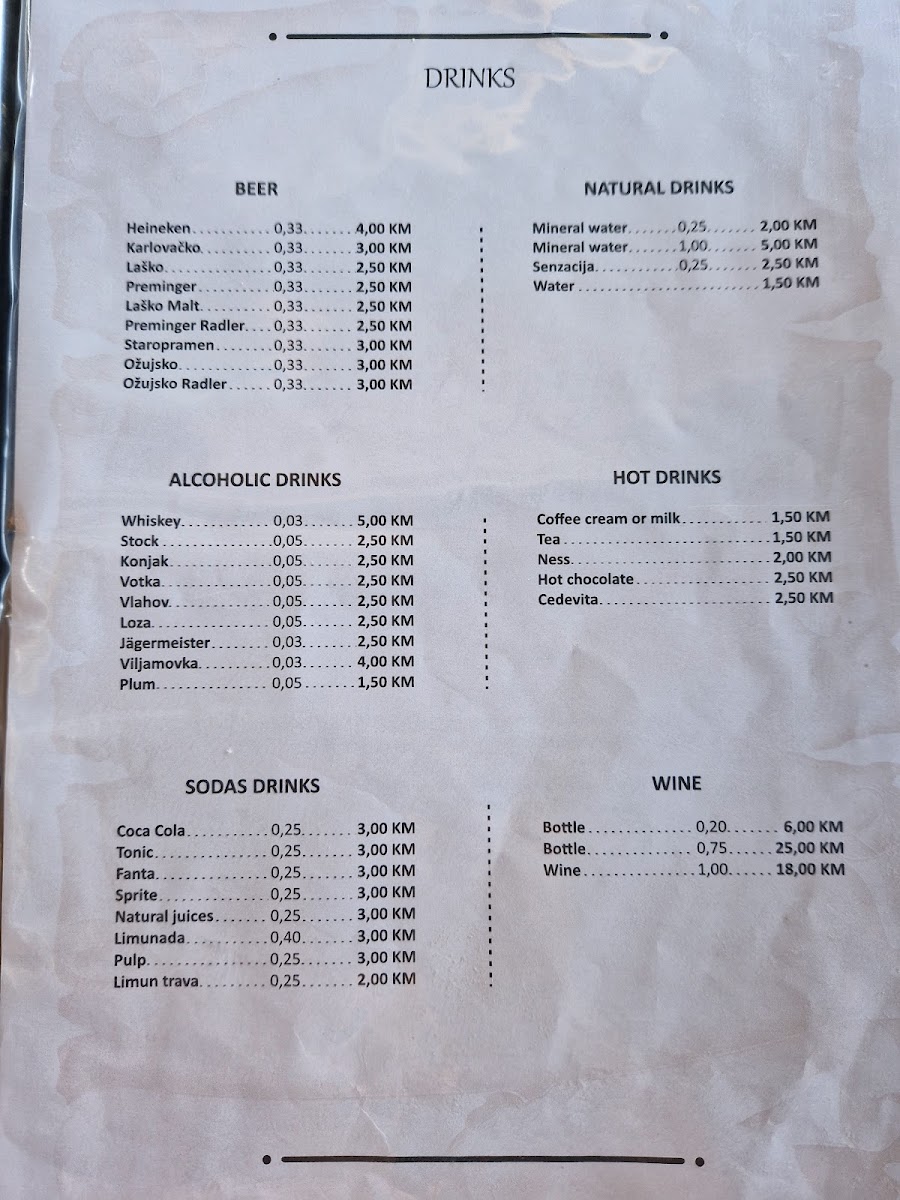 DRINKS
BEER
Heineken........... 0,33....... 4,00 KM
Karlovačko.......... 0,33....... 3,00 KM
Laško............... 0,33....... 2,50 KM
Preminger........... 0,33....... 2,50 KM
Laško Malt.......... 0,33....... 2,50 KM
Preminger Radler.... 0,33....... 2,50 KM
Staropramen........ 0,33....... 3,00 KM
Ožujsko............. 0,33....... 3,00 KM
Ožujsko Radler...... 0,33....... 3,00 KM
NATURAL DRINKS
Mineral water....... 0,25....... 2,00 KM
Mineral water....... 1,00....... 5,00 KM
Senzacija............ 0,25....... 2,50 KM
Water .......................... 1,50 KM
ALCOHOLIC DRINKS
Whiskey............. 0,03....... 5,00 KM
Stock ............... 0,05....... 2,50 KM
Konjak.............. 0,05....... 2,50 KM
Votka............... 0,05....... 2,50 KM
Vlahov.............. 0,05....... 2,50 KM
Loza................ 0,05....... 2,50 KM
Jägermeister........ 0,03....... 2,50 KM
Viljamovka.......... 0,03....... 4,00 KM
Plum................ 0,05 ....... 1,50 KM
HOT DRINKS
Coffee cream or milk............ 1,50 KM
Tea ............................. 1,50 KM
Ness............................. 2,00 KM
Hot chocolate.................. 2,50 KM
Cedevita........................ 2,50 KM
SODAS DRINKS
Coca Cola........... 0,25....... 3,00 KM
Tonic............... 0,25....... 3,00 KM
Fanta............... 0,25....... 3,00 KM
Sprite............... 0,25....... 3,00 KM
Natural juices....... 0,25....... 3,00 KM
Limunada........... 0,40....... 3,00 KM
Pulp................ 0,25....... 3,00 KM
Limun trava......... 0,25....... 2,00 KM
WINE
Bottle.............. 0,20....... 6,00 KM
Bottle.............. 0,75...... 25,00 KM
Wine.............. 1,00...... 18,00 KM